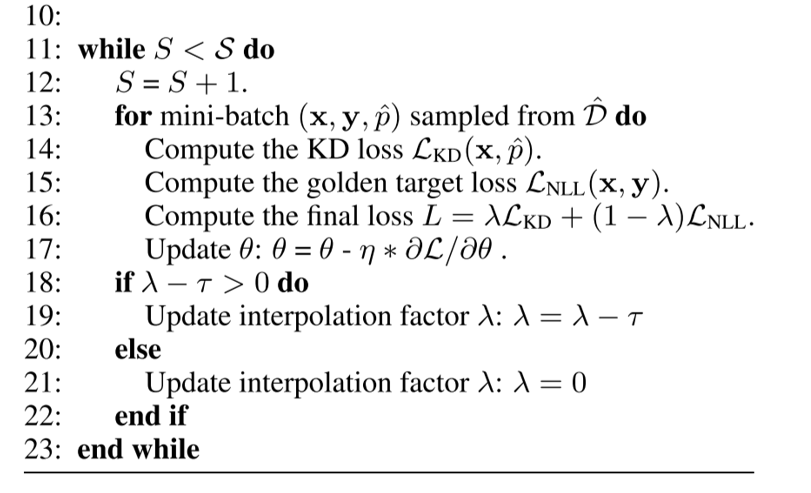 10:
11: while S < 𝒮 do
12: S = S + 1.
13: for mini-batch (x, y, p̂) sampled from 𝒟̂ do
14: Compute the KD loss ℒ_KD(x, p̂).
15: Compute the golden target loss ℒ_NLL(x, y).
16: Compute the final loss L = λℒ_KD + (1 − λ)ℒ_NLL.
17: Update θ: θ = θ - η ∗ ∂ℒ/∂θ .
18: if λ − τ > 0 do
19: Update interpolation factor λ: λ = λ − τ
20: else
21: Update interpolation factor λ: λ = 0
22: end if
23: end while